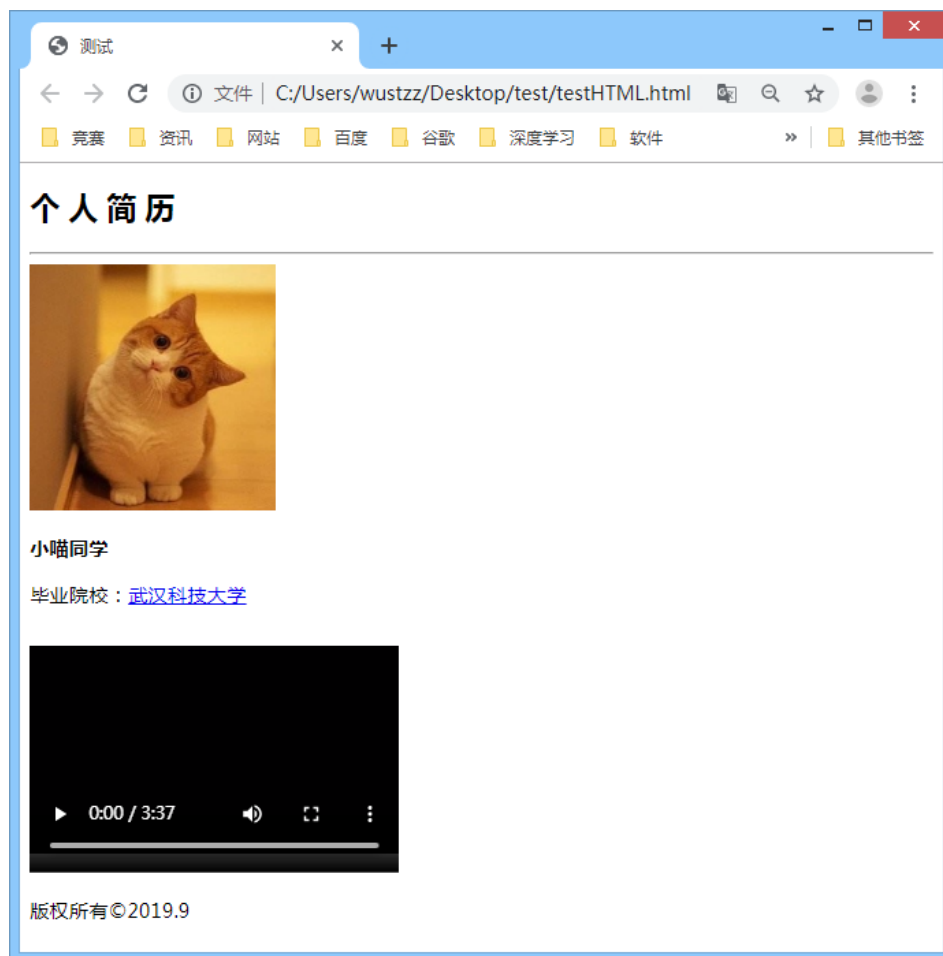 测试
文件 | C:/Users/wustzz/Desktop/test/testHTML.html
竞赛 资讯 网站 百度 谷歌 深度学习 软件 » 其他书签
个 人 简 历
小喵同学
毕业院校：武汉科技大学
0:00 / 3:37
版权所有©2019.9